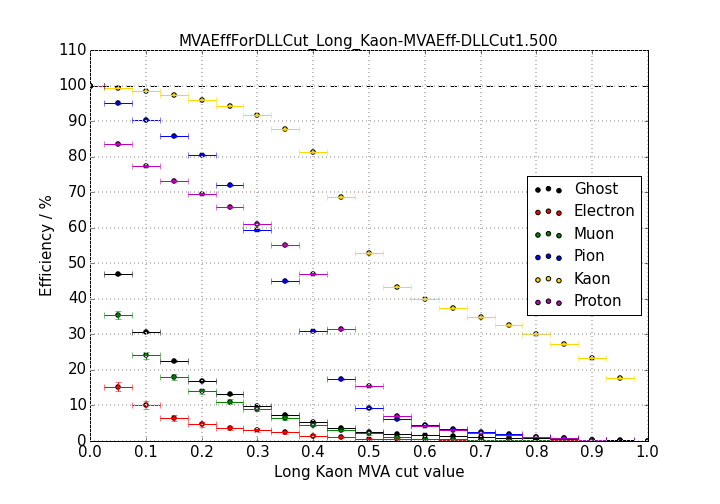 MVAEffForDLLCut_Long_Kaon-MVAEff-DLLCut1.500
110
100
90
80
70
60
50
40
30
20
10
0
Efficiency / %
Ghost
Electron
Muon
Pion
Kaon
Proton
0.0 0.1 0.2 0.3 0.4 0.5 0.6 0.7 0.8 0.9 1.0
Long Kaon MVA cut value